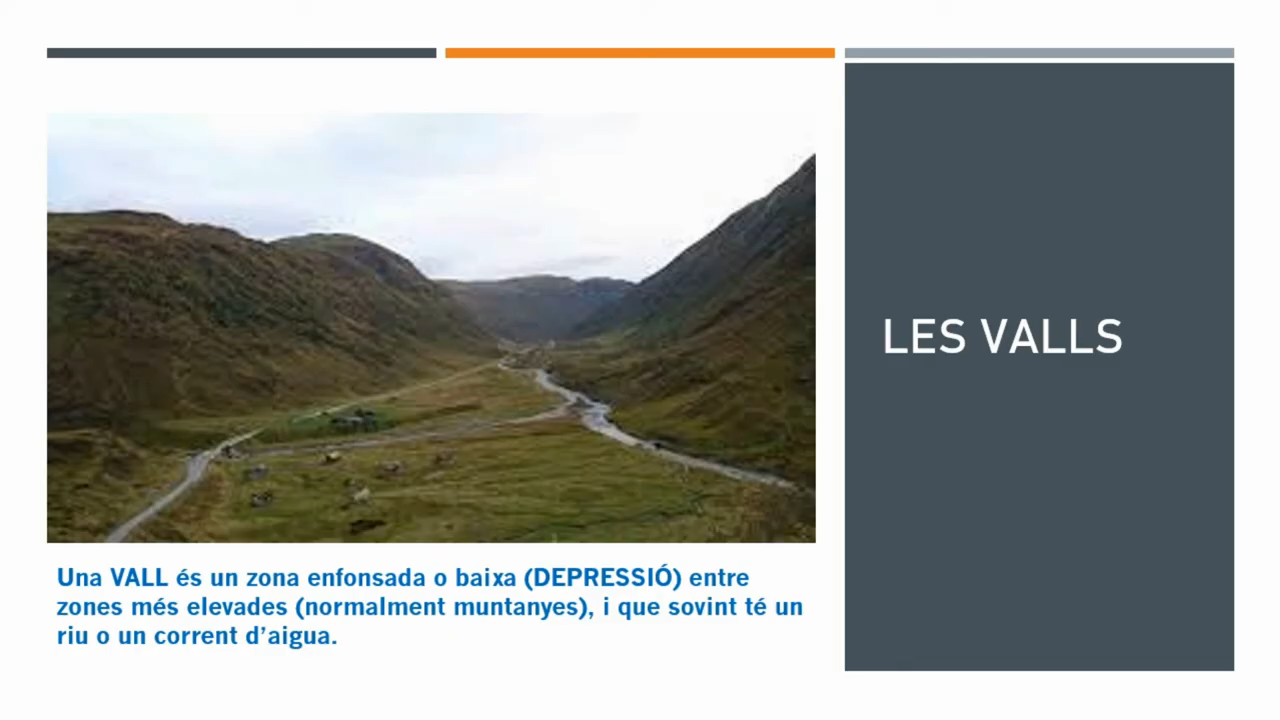 LES VALLS
Una VALL és un zona enfonsada o baixa (DEPRESSIÓ) entre
zones més elevades (normalment muntanyes), i que sovint té un
riu o un corrent d’aigua.